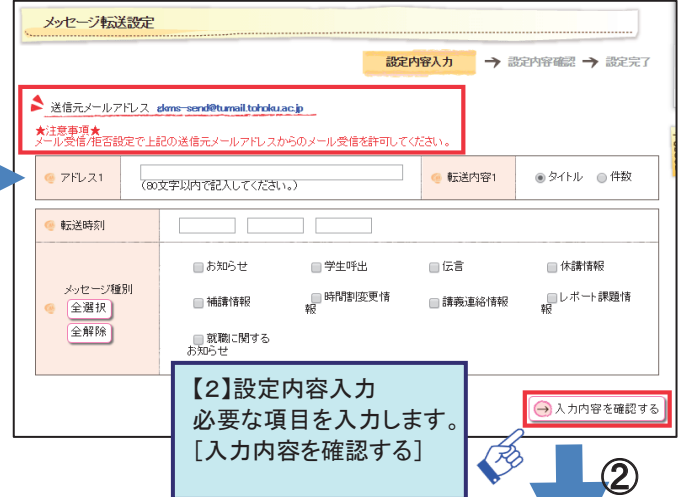 メッセージ転送設定
設定内容入力 → 設定内容確認 → 設定完了
送信元メールアドレス gkms-send@tumail.tohoku.ac.jp
★注意事項★
メール受信/拒否設定で上記の送信元メールアドレスからのメール受信を許可してください。
アドレス1
(80文字以内で記入してください。)
転送内容1
タイトル 件数
転送時刻
メッセージ種別
全選択
全解除
お知らせ 学生呼出 伝言 休講情報
補講情報 時間割変更情
報 講義連絡情報 レポート課題情
報
就職に関する
お知らせ
【2】設定内容入力
必要な項目を入力します。
[入力内容を確認する]
入力内容を確認する
②